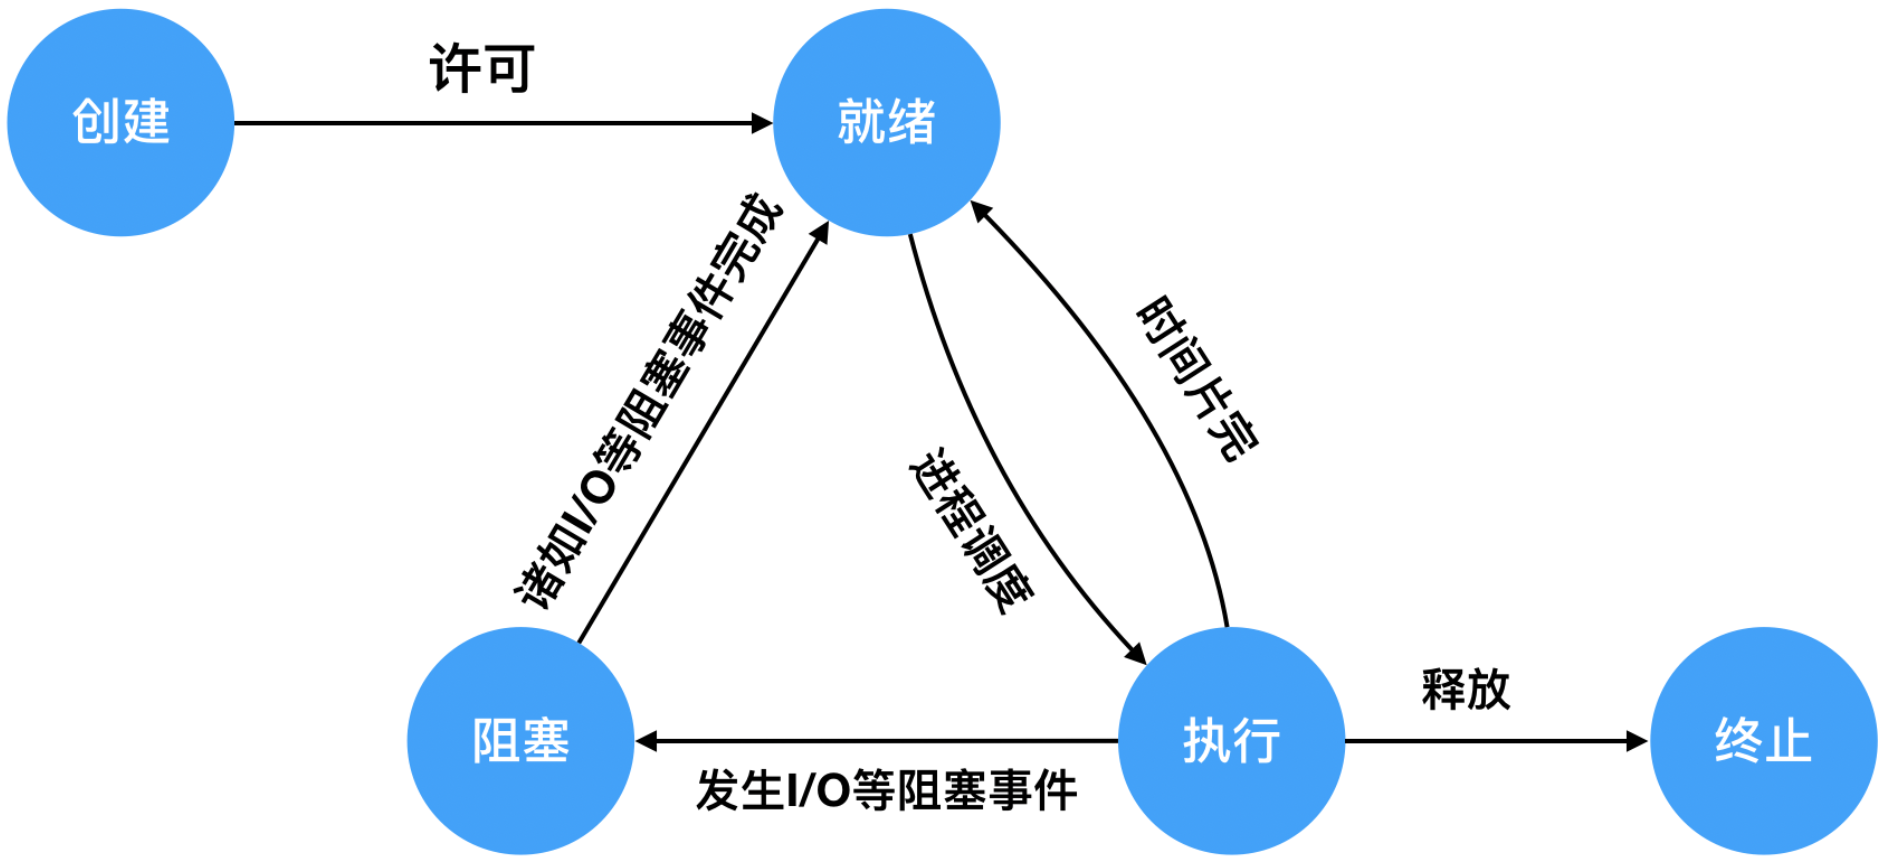 创建
许可
就绪
诸如I/O等阻塞事件完成
时间片完
进程调度
阻塞
发生I/O等阻塞事件
执行
释放
终止